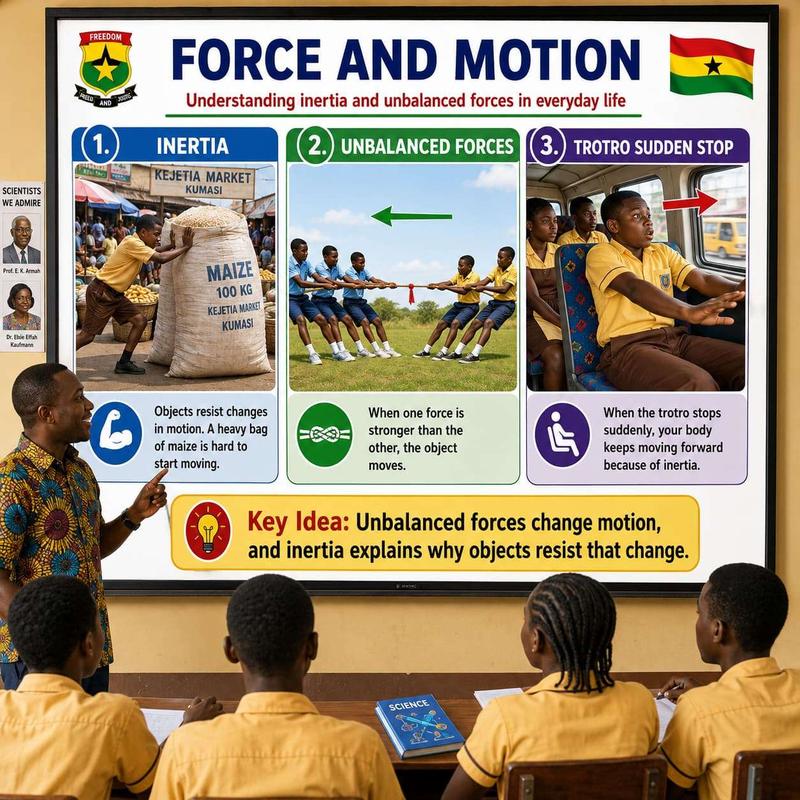 FREEDOM
AND
FORCE AND MOTION
Understanding inertia and unbalanced forces in everyday life
1. INERTIA
KEJETIA MARKET
KUMASI
MAIZE
100 KG
KEJETIA MARKET
KUMASI
Objects resist changes
in motion. A heavy bag
of maize is hard to
start moving.
2. UNBALANCED FORCES
When one force is
stronger than the
other, the object
moves.
3. TROTRO SUDDEN STOP
When the trotro stops
suddenly, your body
keeps moving forward
because of inertia.
Key Idea: Unbalanced forces change motion,
and inertia explains why objects resist that change.
SCIENTISTS
WE ADMIRE
Prof. E. K. Armah
Dr. Elsie Effah
Kaufmann
SCIENCE